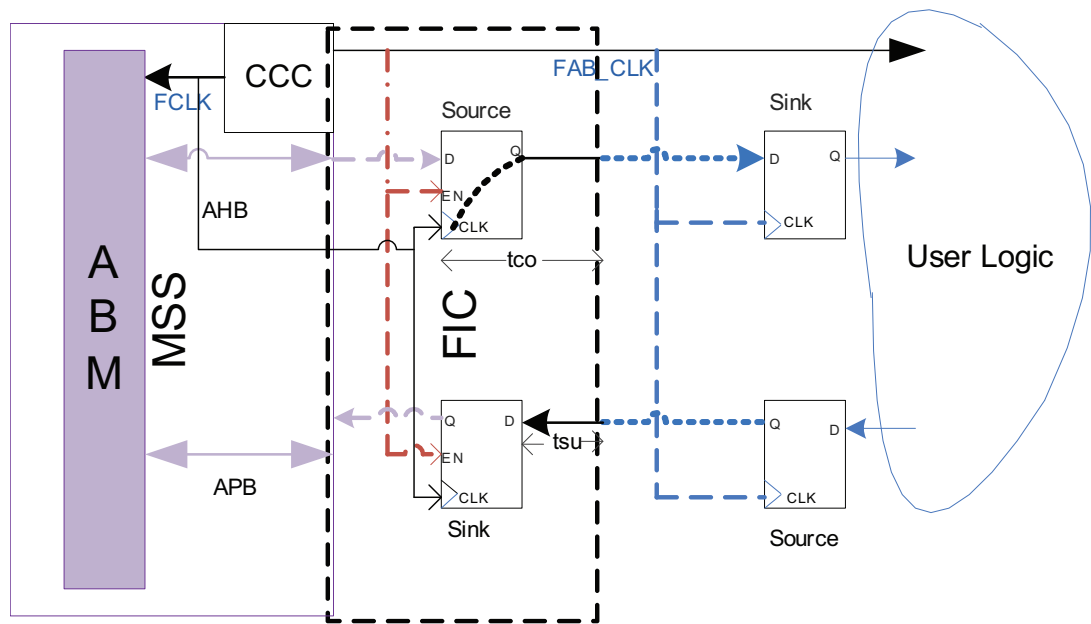 CCC
FCLK
FAB_CLK
Source
Sink
D
Q
EN
CLK
D
Q
CLK
AHB
tco
User Logic
A
B
M
MSS
FIC
Q
D
EN
CLK
tsu
Q
D
CLK
APB
Sink
Source